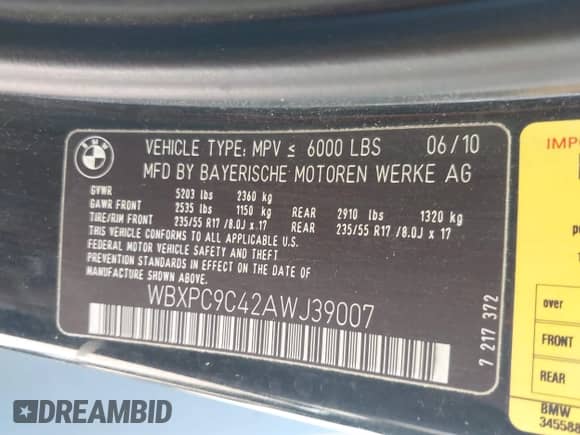 BMW
VEHICLE TYPE: MPV ≤ 6000 LBS 06/10
MFD BY BAYERISCHE MOTOREN WERKE AG
GVWR 5203 lbs 2360 kg
GAWR FRONT 2535 lbs 1150 kg REAR 2910 lbs 1320 kg
TIRE/RIM FRONT 235/55 R17 /8.0J x 17 REAR 235/55 R17 /8.0J x 17
THIS VEHICLE CONFORMS TO ALL APPLICABLE U.S.
FEDERAL MOTOR VEHICLE SAFETY AND THEFT
PREVENTION STANDARDS IN EFFECT ON THE DATE OF
MANUFACTURE SHOWN ABOVE.
WBXPC9C42AWJ39007
7 217 372
IMPO
over
FRONT
REAR
BMW
345588
DREAMBID